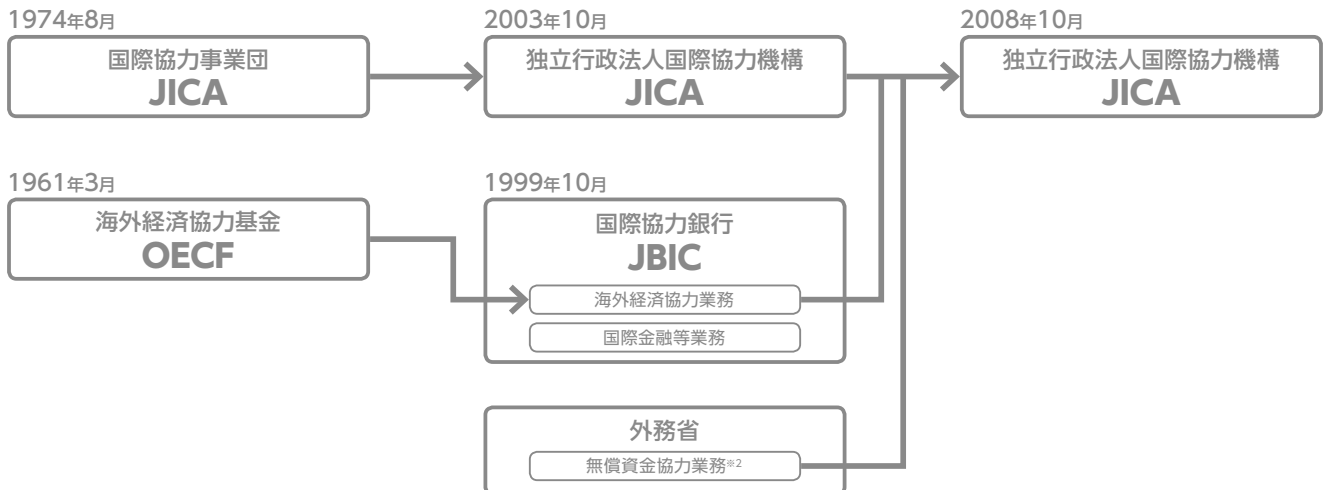 1974年8月
国際協力事業団
JICA
2003年10月
独立行政法人国際協力機構
JICA
2008年10月
独立行政法人国際協力機構
JICA
1961年3月
海外経済協力基金
OECF
1999年10月
国際協力銀行
JBIC
海外経済協力業務
国際金融等業務
外務省
無償資金協力業務※2